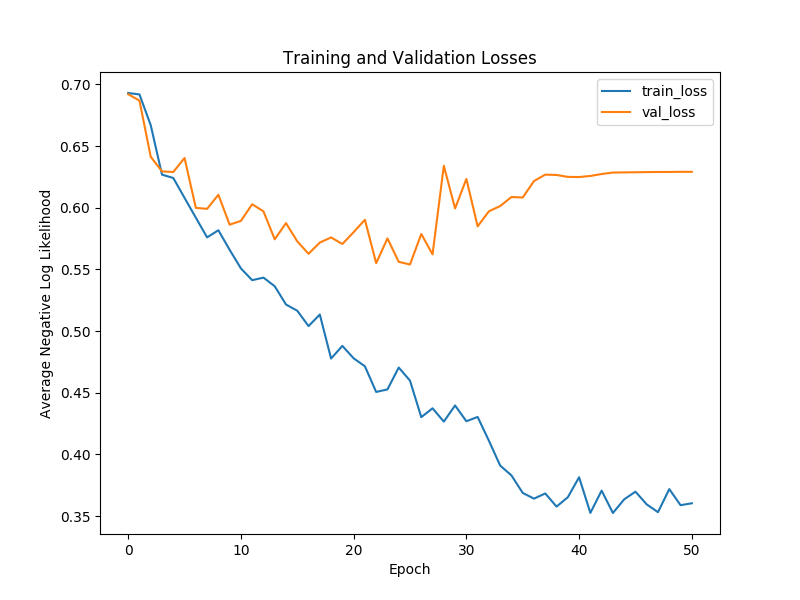 Training and Validation Losses
train_loss
val_loss
Average Negative Log Likelihood
0.70
0.65
0.60
0.55
0.50
0.45
0.40
0.35
0
10
20
30
40
50
Epoch